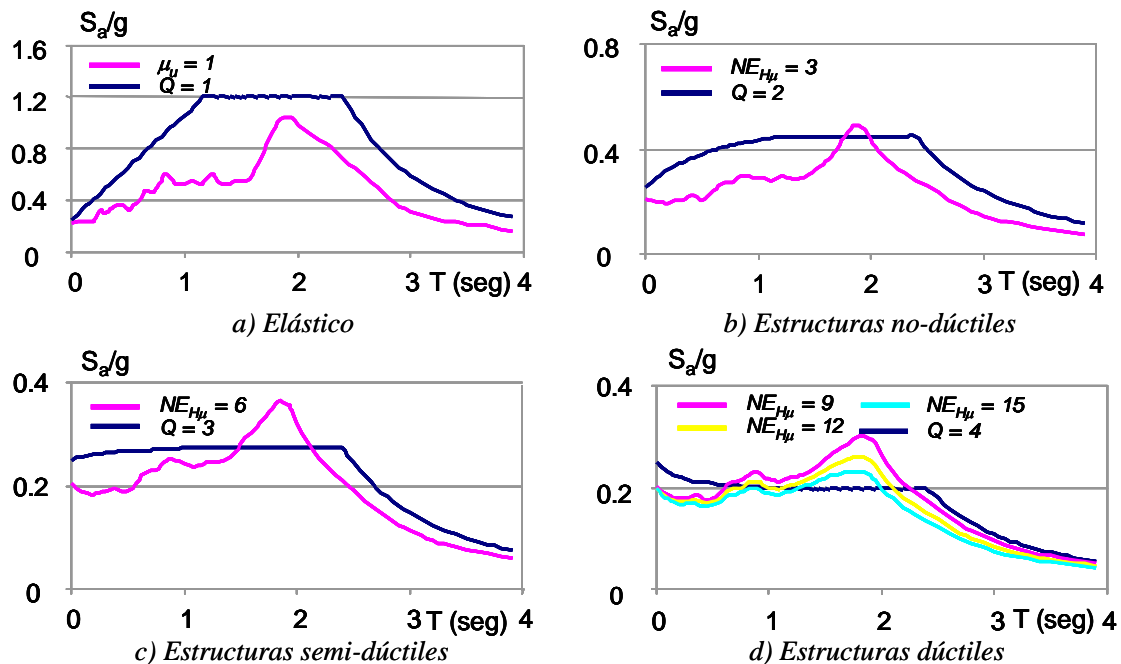 Sa/g
1.6
1.2
0.8
0.4
0
μu = 1
Q = 1
0 1 2 3 T (seg) 4
a) Elástico
Sa/g
0.8
0.4
0
NEHμ = 3
Q = 2
0 1 2 3 T (seg) 4
b) Estructuras no-dúctiles
Sa/g
0.4
0.2
0
NEHμ = 6
Q = 3
0 1 2 3 T (seg) 4
c) Estructuras semi-dúctiles
Sa/g
0.4
0.2
0
NEHμ = 9 NEHμ = 15
NEHμ = 12 Q = 4
0 1 2 3 T (seg) 4
d) Estructuras dúctiles